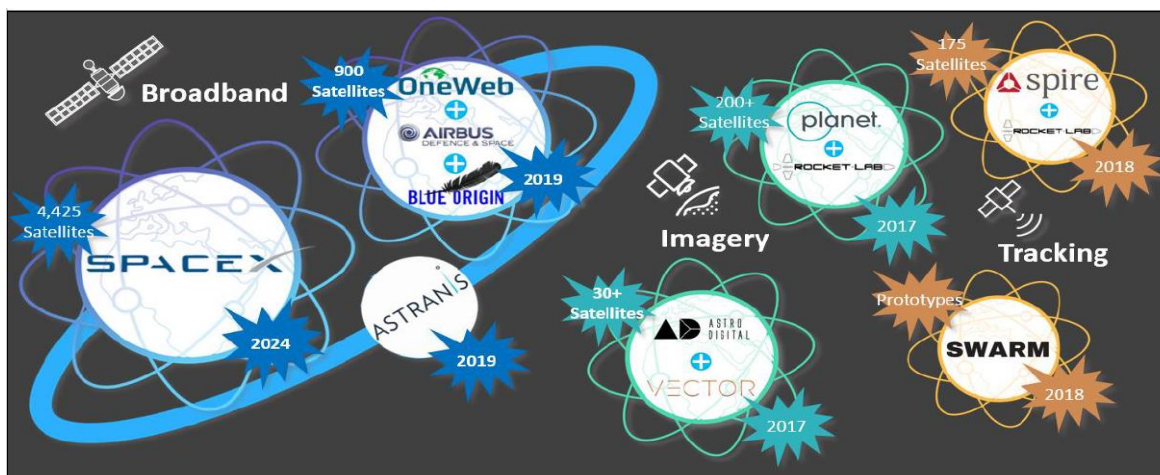 Broadband
4,425
Satellites
SPACEX
2024
900
Satellites
OneWeb
AIRBUS
DEFENCE & SPACE
BLUE ORIGIN
2019
ASTRANIS
2019
Imagery
200+
Satellites
planet.
ROCKET LAB
2017
30+
Satellites
ASTRO
DIGITAL
VECTOR
2017
Tracking
175
Satellites
spire
ROCKET LAB
2018
Prototypes
SWARM
2018